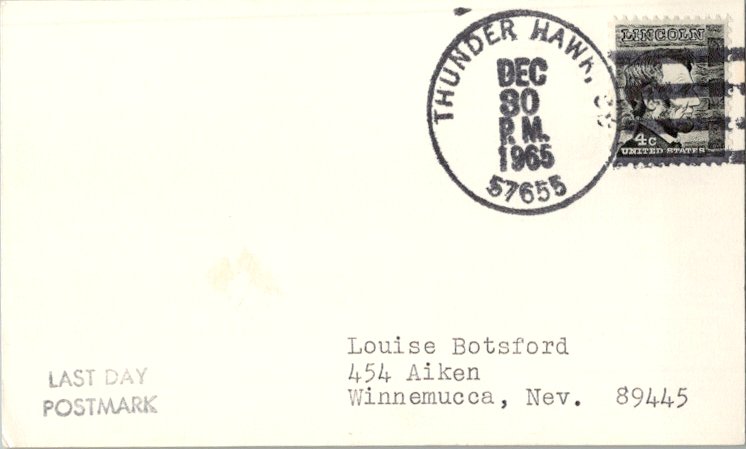 THUNDER HAWK, SD
DEC
30
P.M.
1965
57655
LINCOLN
4c
UNITED STATES
LAST DAY
POSTMARK
Louise Botsford
454 Aiken
Winnemucca, Nev. 89445